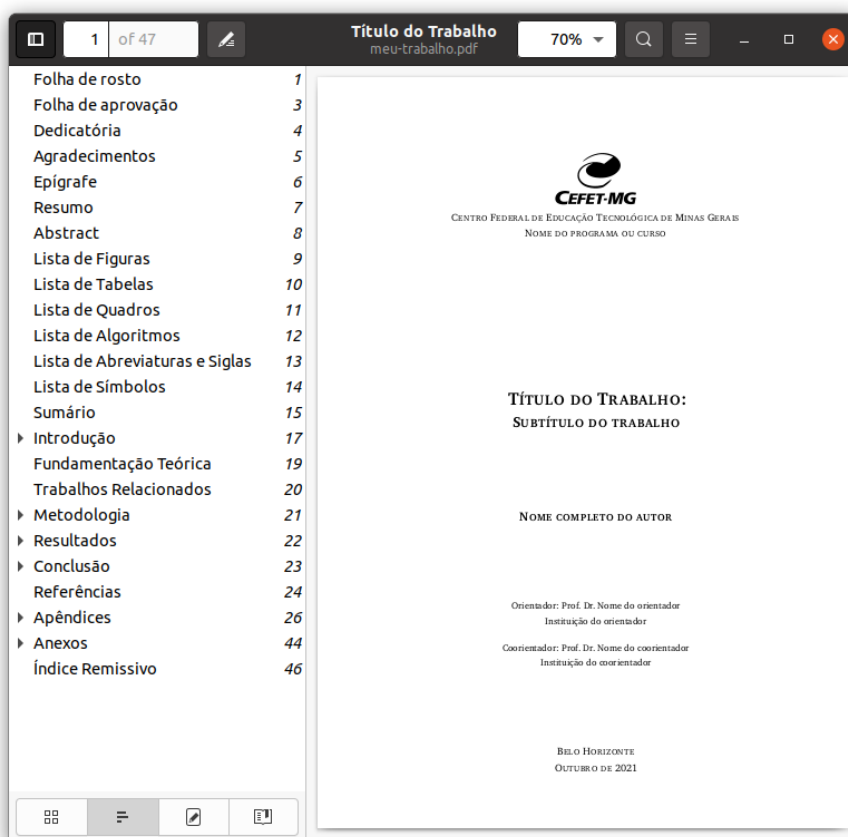 1 of 47
Título do Trabalho
meu-trabalho.pdf
70%
Folha de rosto 1
Folha de aprovação 3
Dedicatória 4
Agradecimentos 5
Epígrafe 6
Resumo 7
Abstract 8
Lista de Figuras 9
Lista de Tabelas 10
Lista de Quadros 11
Lista de Algoritmos 12
Lista de Abreviaturas e Siglas 13
Lista de Símbolos 14
Sumário 15
Introdução 17
Fundamentação Teórica 19
Trabalhos Relacionados 20
Metodologia 21
Resultados 22
Conclusão 23
Referências 24
Apêndices 26
Anexos 44
Índice Remissivo 46
CEFET-MG
Centro Federal de Educação Tecnológica de Minas Gerais
Nome do programa ou curso
Título do Trabalho:
Subtítulo do trabalho
Nome completo do autor
Orientador: Prof. Dr. Nome do orientador
Instituição do orientador
Coorientador: Prof. Dr. Nome do coorientador
Instituição do coorientador
Belo Horizonte
Outubro de 2021